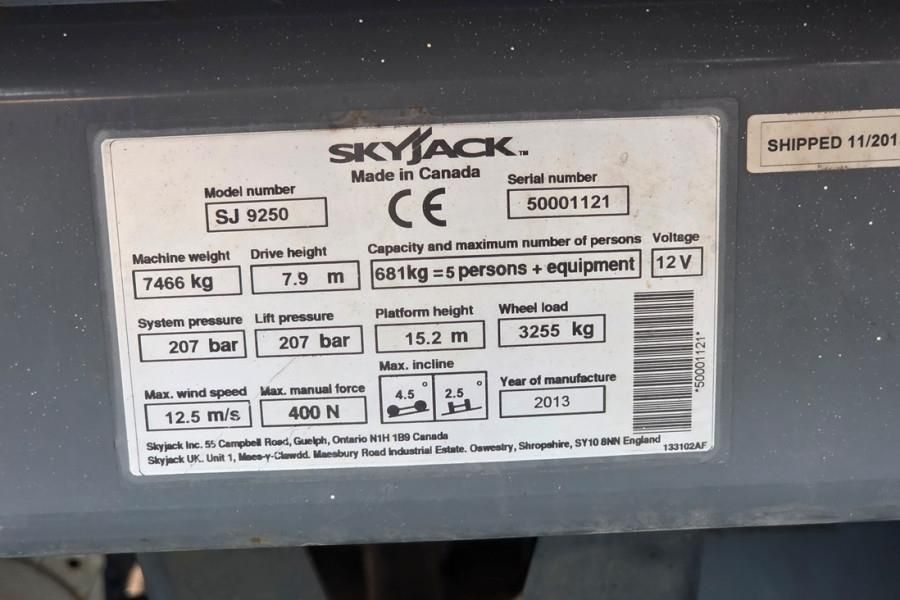 SKYJACK™
Made in Canada
SHIPPED 11/201
Model number
SJ 9250
CE
Serial number
50001121
Machine weight
7466 kg
Drive height
7.9 m
Capacity and maximum number of persons
681kg = 5 persons + equipment
Voltage
12 V
System pressure
207 bar
Lift pressure
207 bar
Platform height
15.2 m
Wheel load
3255 kg
*50001121*
Max. wind speed
12.5 m/s
Max. manual force
400 N
Max. incline
4.5° 2.5°
Year of manufacture
2013
Skyjack Inc. 55 Campbell Road, Guelph, Ontario N1H 1B9 Canada
Skyjack UK. Unit 1, Maes-y-Clawdd. Maesbury Road Industrial Estate. Oswestry, Shropshire, SY10 8NN England
133102AF